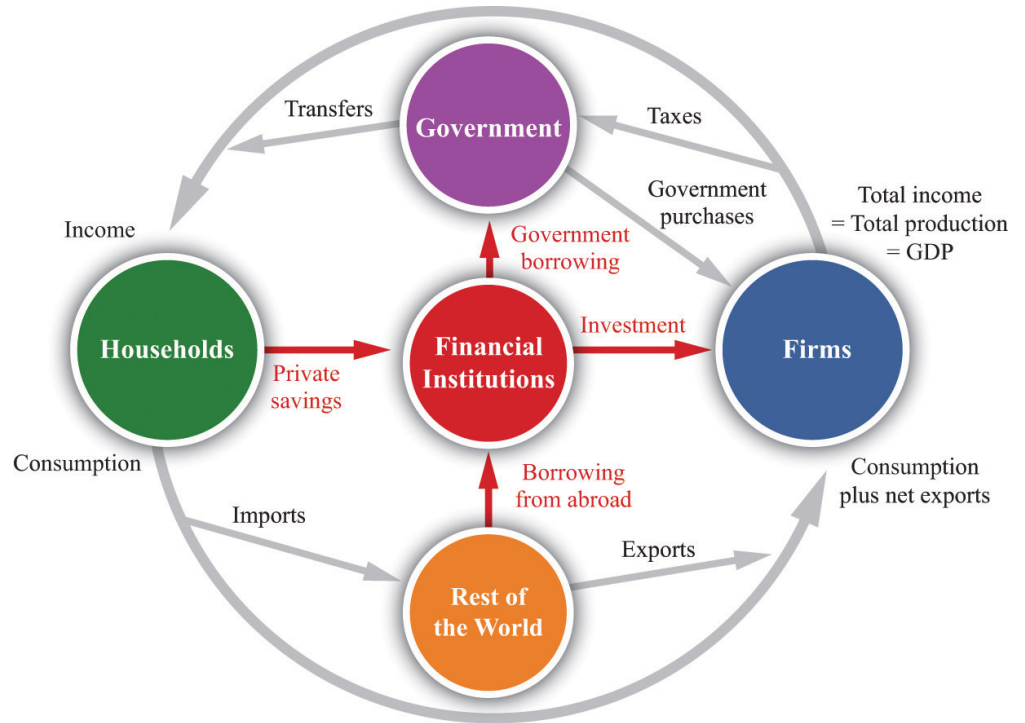 Transfers
Government
Taxes
Government
purchases
Total income
= Total production
= GDP
Income
Government
borrowing
Households
Private
savings
Financial
Institutions
Investment
Firms
Consumption
Borrowing
from abroad
Consumption
plus net exports
Imports
Exports
Rest of
the World